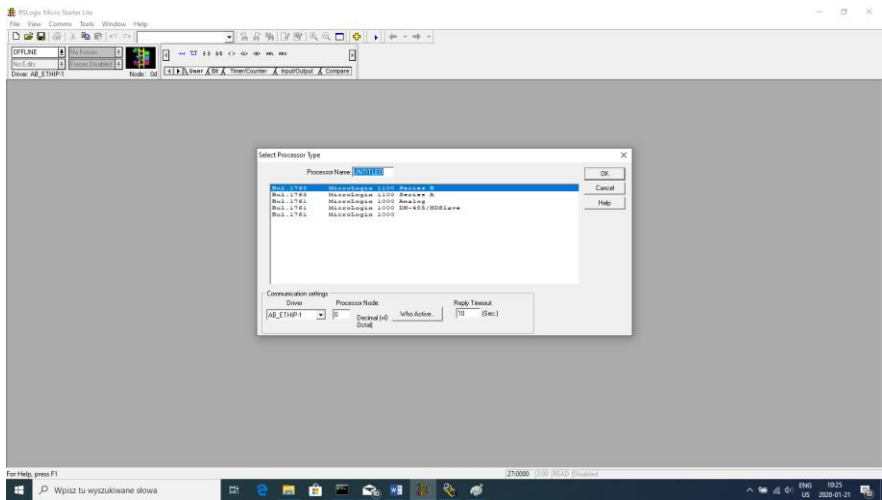 RSLogix Micro Starter Lite
File View Comms Tools Window Help
OFFLINE No Forces
No Edits Forces Disabled
Driver: AB_ETHIP-1 Node: 0d
User Bit Timer/Counter Input/Output Compare
Select Processor Type
Processor Name: UNTITLED
OK
Bul.1763 MicroLogix 1100 Series B
Cancel
Bul.1763 MicroLogix 1100 Series A
Bul.1761 MicroLogix 1000 Analog
Help
Bul.1761 MicroLogix 1000 DH-485/HDSlave
Bul.1761 MicroLogix 1000
Communication settings
Driver Processor Node: Reply Timeout:
AB_ETHIP-1 0 Decimal (=0 Octal) Who Active... 10 (Sec.)
For Help, press F1
2:0000 READ Disabled
Wpisz tu wyszukiwane słowa
ENG 10:25
US 2020-01-21